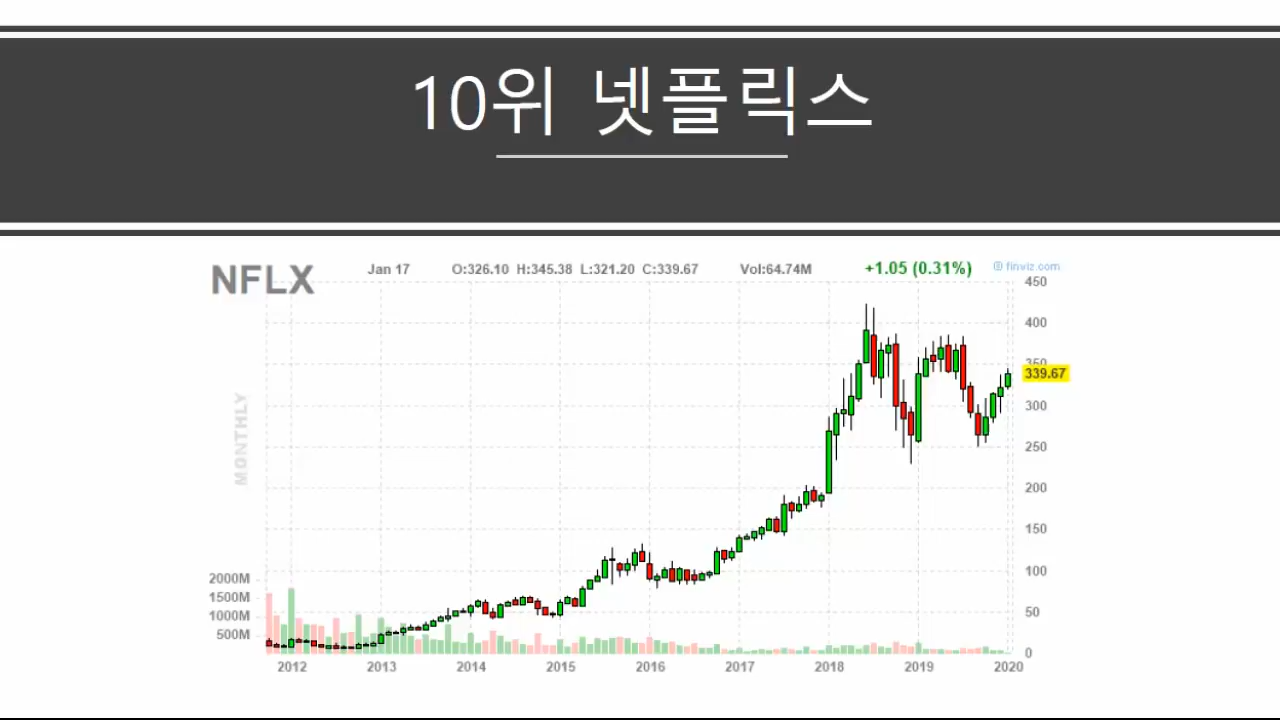 10위 넷플릭스
NFLX Jan 17 O:326.10 H:345.38 L:321.20 C:339.67 Vol:64.74M +1.05 (0.31%) © finviz.com
450
400
350
339.67
300
MONTHLY
250
200
150
100
2000M
1500M
1000M
50
500M
0
2012 2013 2014 2015 2016 2017 2018 2019 2020